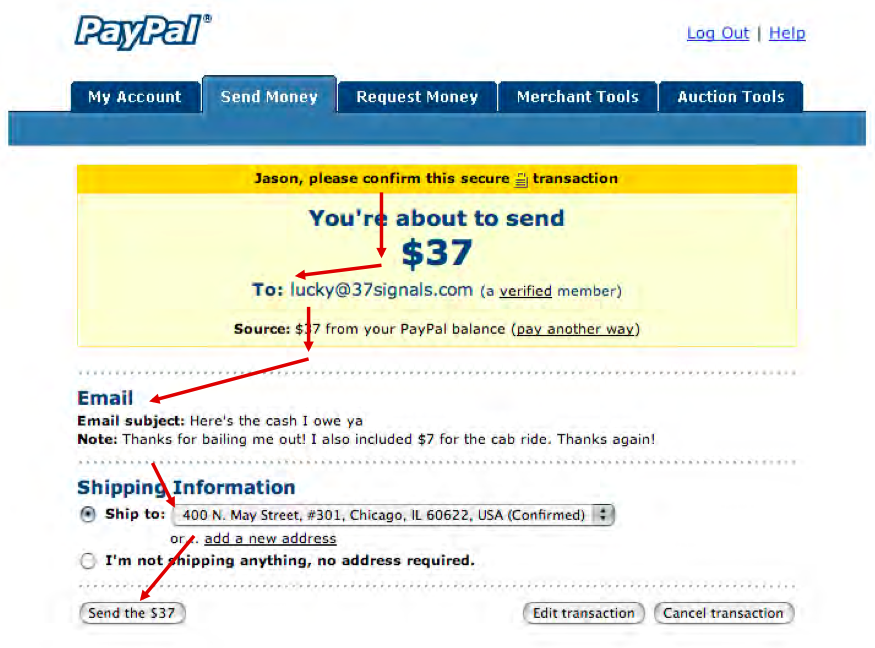 PayPal®
Log Out | Help
My Account Send Money Request Money Merchant Tools Auction Tools
Jason, please confirm this secure transaction
You're about to send
$37
To: lucky@37signals.com (a verified member)
Source: $37 from your PayPal balance (pay another way)
Email
Email subject: Here's the cash I owe ya
Note: Thanks for bailing me out! I also included $7 for the cab ride. Thanks again!
Shipping Information
Ship to: 400 N. May Street, #301, Chicago, IL 60622, USA (Confirmed)
or... add a new address
I'm not shipping anything, no address required.
Send the $37 Edit transaction Cancel transaction